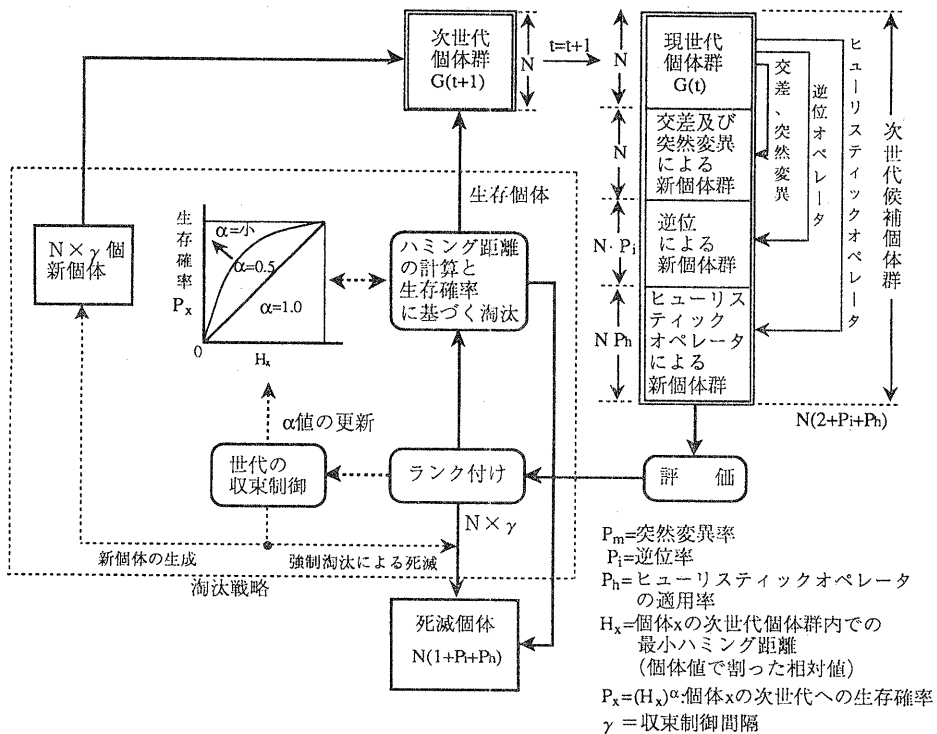 次世代
個体群
G(t+1)
N
t=t+1
N
現世代
個体群
G(t)
N
交差及び
突然変異
による
新個体群
N· Pi
逆位
による
新個体群
N Ph
ヒューリス
ティック
オペレータ
による
新個体群
交差、突然変異
逆位オペレータ
ヒューリスティックオペレータ
次世代候補個体群
N(2+Pi+Ph)
生存個体
N×γ個
新個体
生存確率
Px
α=小
α=0.5
α=1.0
0
Hx
ハミング距離
の計算と
生存確率
に基づく淘汰
α値の更新
世代の
収束制御
ランク付け
評 価
N×γ
新個体の生成
強制淘汰による死滅
淘汰戦略
死滅個体
N(1+Pi+Ph)
Pm=突然変異率
Pi=逆位率
Ph=ヒューリスティックオペレータ
の適用率
Hx=個体xの次世代個体群内での
最小ハミング距離
(個体値で割った相対値)
Px=(Hx)α:個体xの次世代への生存確率
γ=収束制御間隔